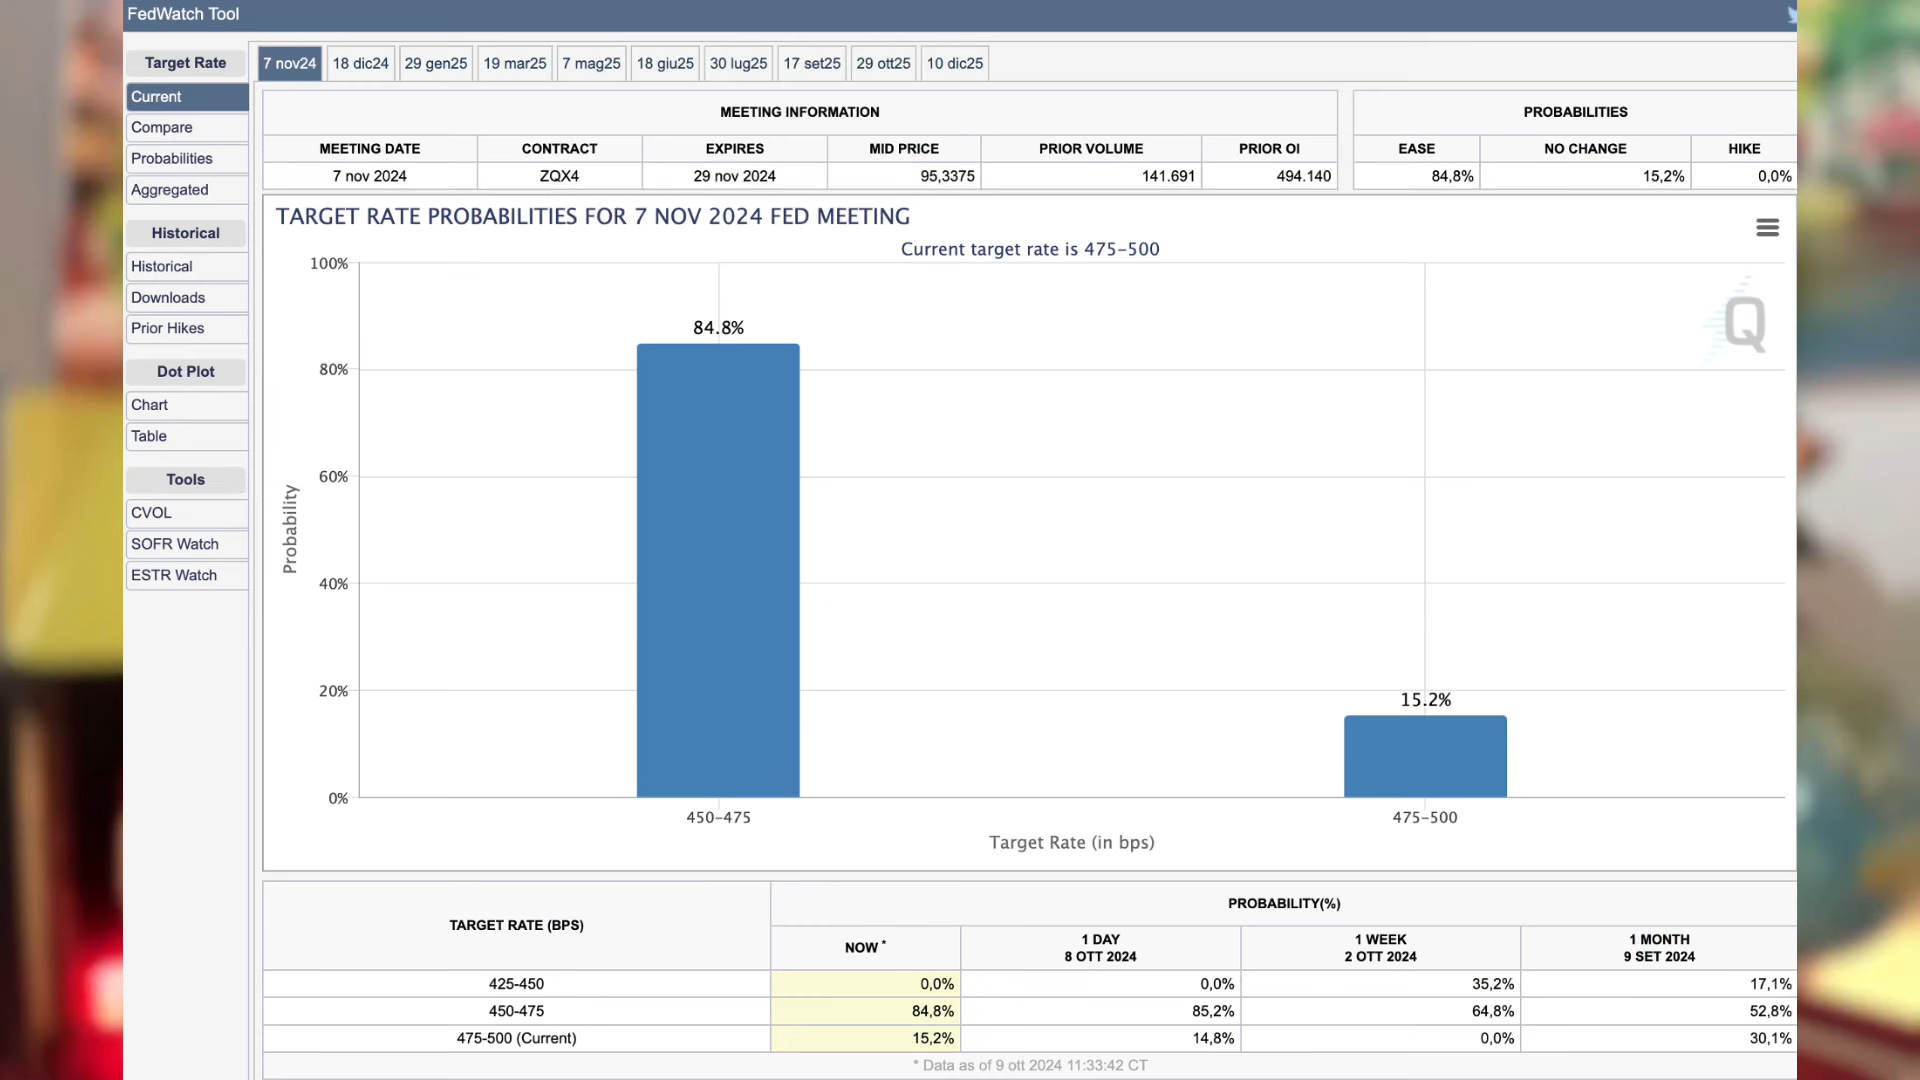 FedWatch Tool
Target Rate
Current
Compare
Probabilities
Aggregated
Historical
Historical
Downloads
Prior Hikes
Dot Plot
Chart
Table
Tools
CVOL
SOFR Watch
ESTR Watch
7 nov24 18 dic24 29 gen25 19 mar25 7 mag25 18 giu25 30 lug25 17 set25 29 ott25 10 dic25
MEETING INFORMATION
MEETING DATE CONTRACT EXPIRES MID PRICE PRIOR VOLUME PRIOR OI
7 nov 2024 ZQX4 29 nov 2024 95,3375 141.691 494.140
PROBABILITIES
EASE NO CHANGE HIKE
84,8% 15,2% 0,0%
TARGET RATE PROBABILITIES FOR 7 NOV 2024 FED MEETING
Current target rate is 475–500
Q
Probability
100%
80%
60%
40%
20%
0%
84.8%
15.2%
450–475 475–500
Target Rate (in bps)
TARGET RATE (BPS) PROBABILITY(%)
NOW * 1 DAY 8 OTT 2024 1 WEEK 2 OTT 2024 1 MONTH 9 SET 2024
425-450 0,0% 0,0% 35,2% 17,1%
450-475 84,8% 85,2% 64,8% 52,8%
475-500 (Current) 15,2% 14,8% 0,0% 30,1%
* Data as of 9 ott 2024 11:33:42 CT